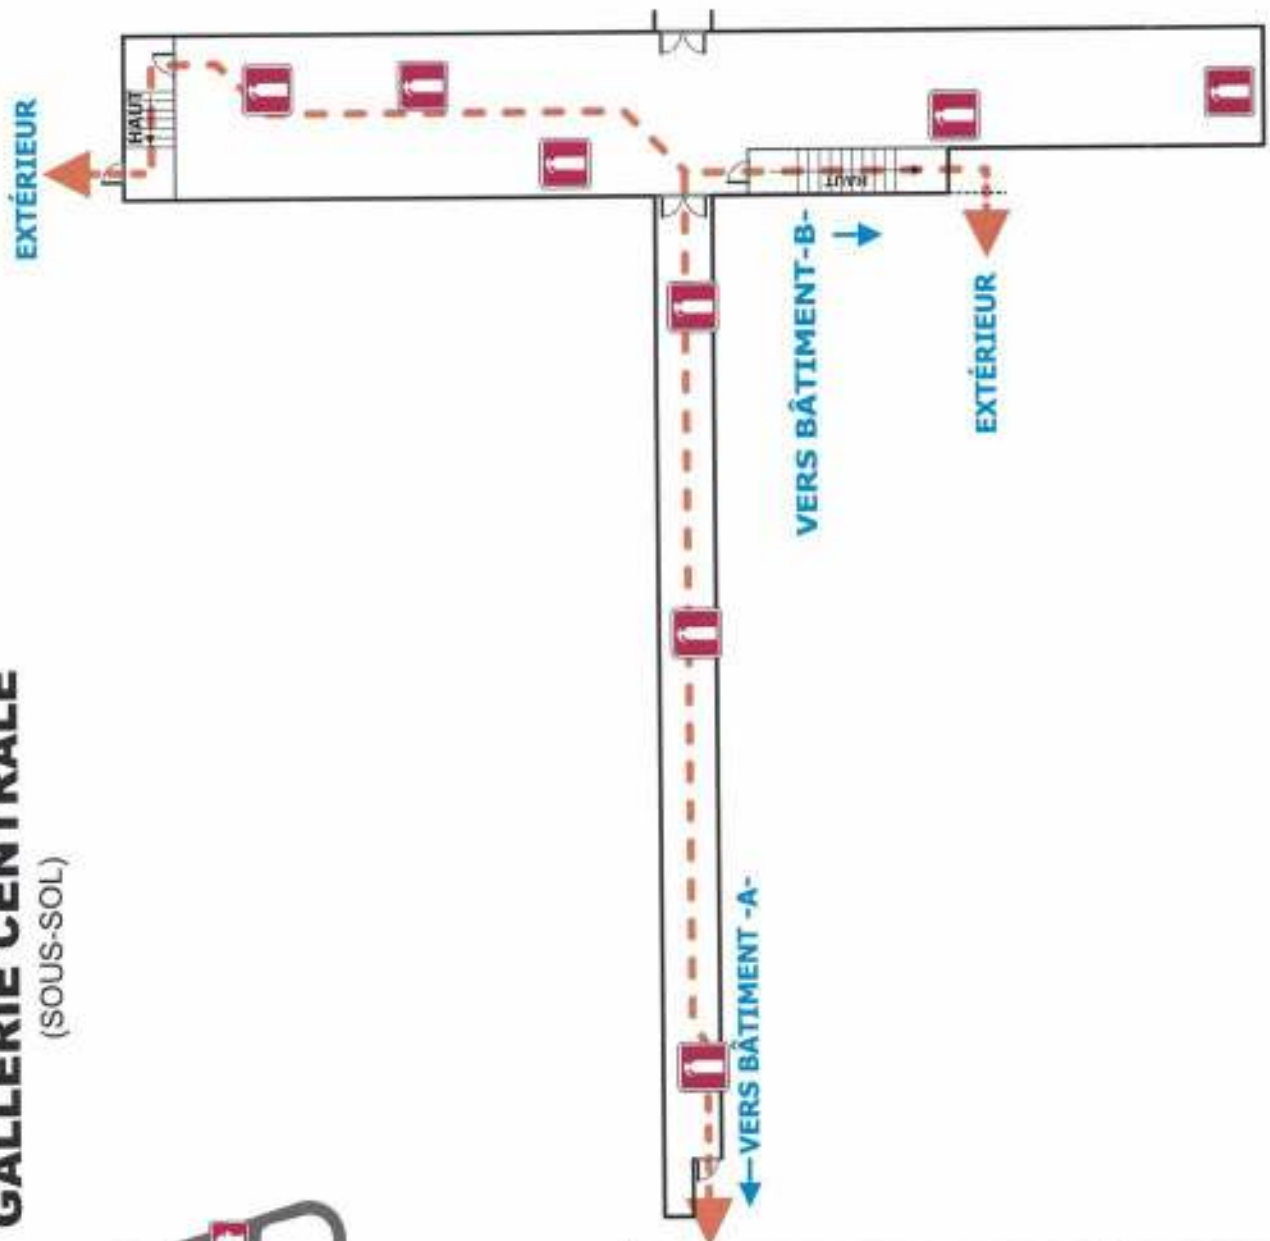 GALLERIE CENTRALE
(SOUS-SOL)
EXTÉRIEUR
HAUT
HAUT
VERS BÂTIMENT-B-
EXTÉRIEUR
VERS BÂTIMENT -A-